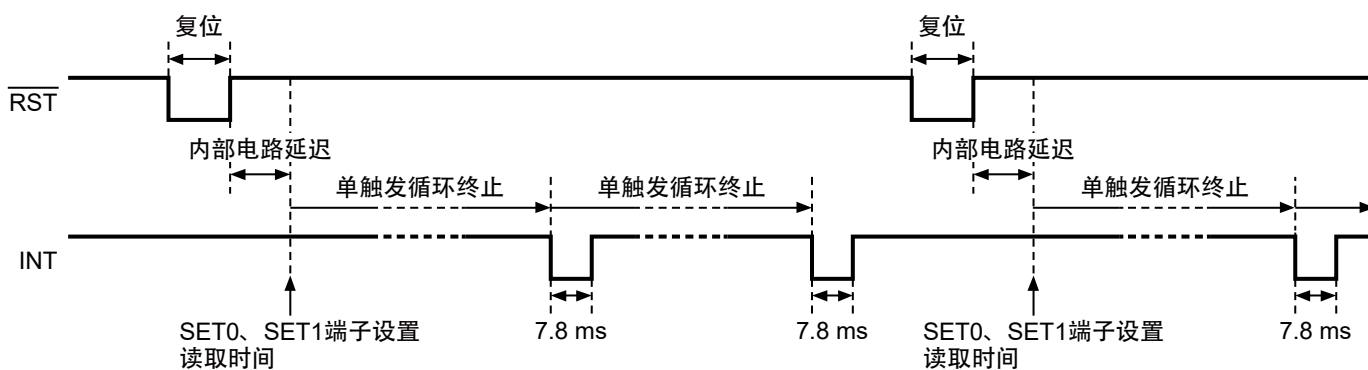 复位
复位
RST
内部电路延迟
内部电路延迟
单触发循环终止
单触发循环终止
单触发循环终止
INT
SET0、SET1端子设置
读取时间
7.8 ms
7.8 ms
SET0、SET1端子设置
读取时间
7.8 ms